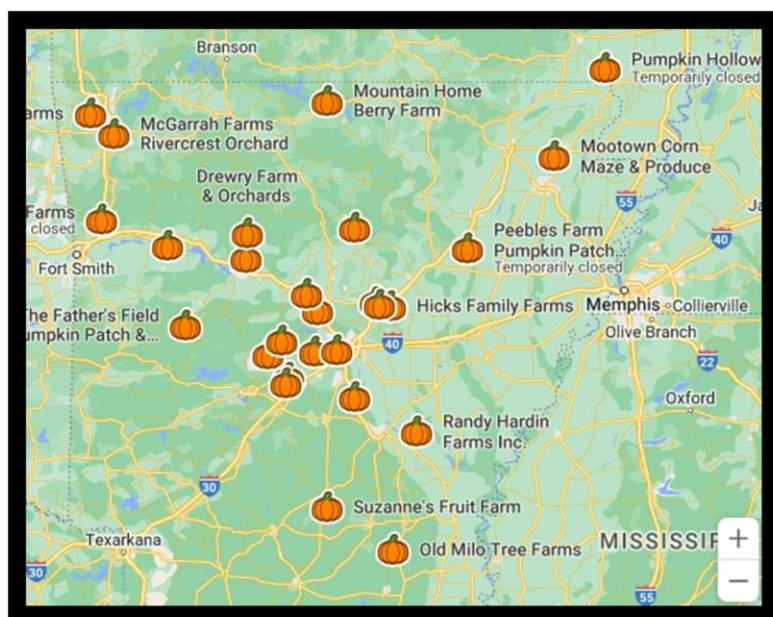 Branson
Pumpkin Hollow
Temporarily closed
Mountain Home
Berry Farm
arms
McGarrah Farms
Rivercrest Orchard
Mootown Corn
Maze & Produce
Drewry Farm
& Orchards
55
Ja
Farms
closed
Peebles Farm
Pumpkin Patch...
Temporarily closed
40
Fort Smith
Hicks Family Farms
Memphis
Collierville
The Father's Field
umpkin Patch &...
Olive Branch
40
22
Oxford
Randy Hardin
Farms Inc.
30
Suzanne's Fruit Farm
Texarkana
Old Milo Tree Farms
MISSISSIP
+
30
−
55